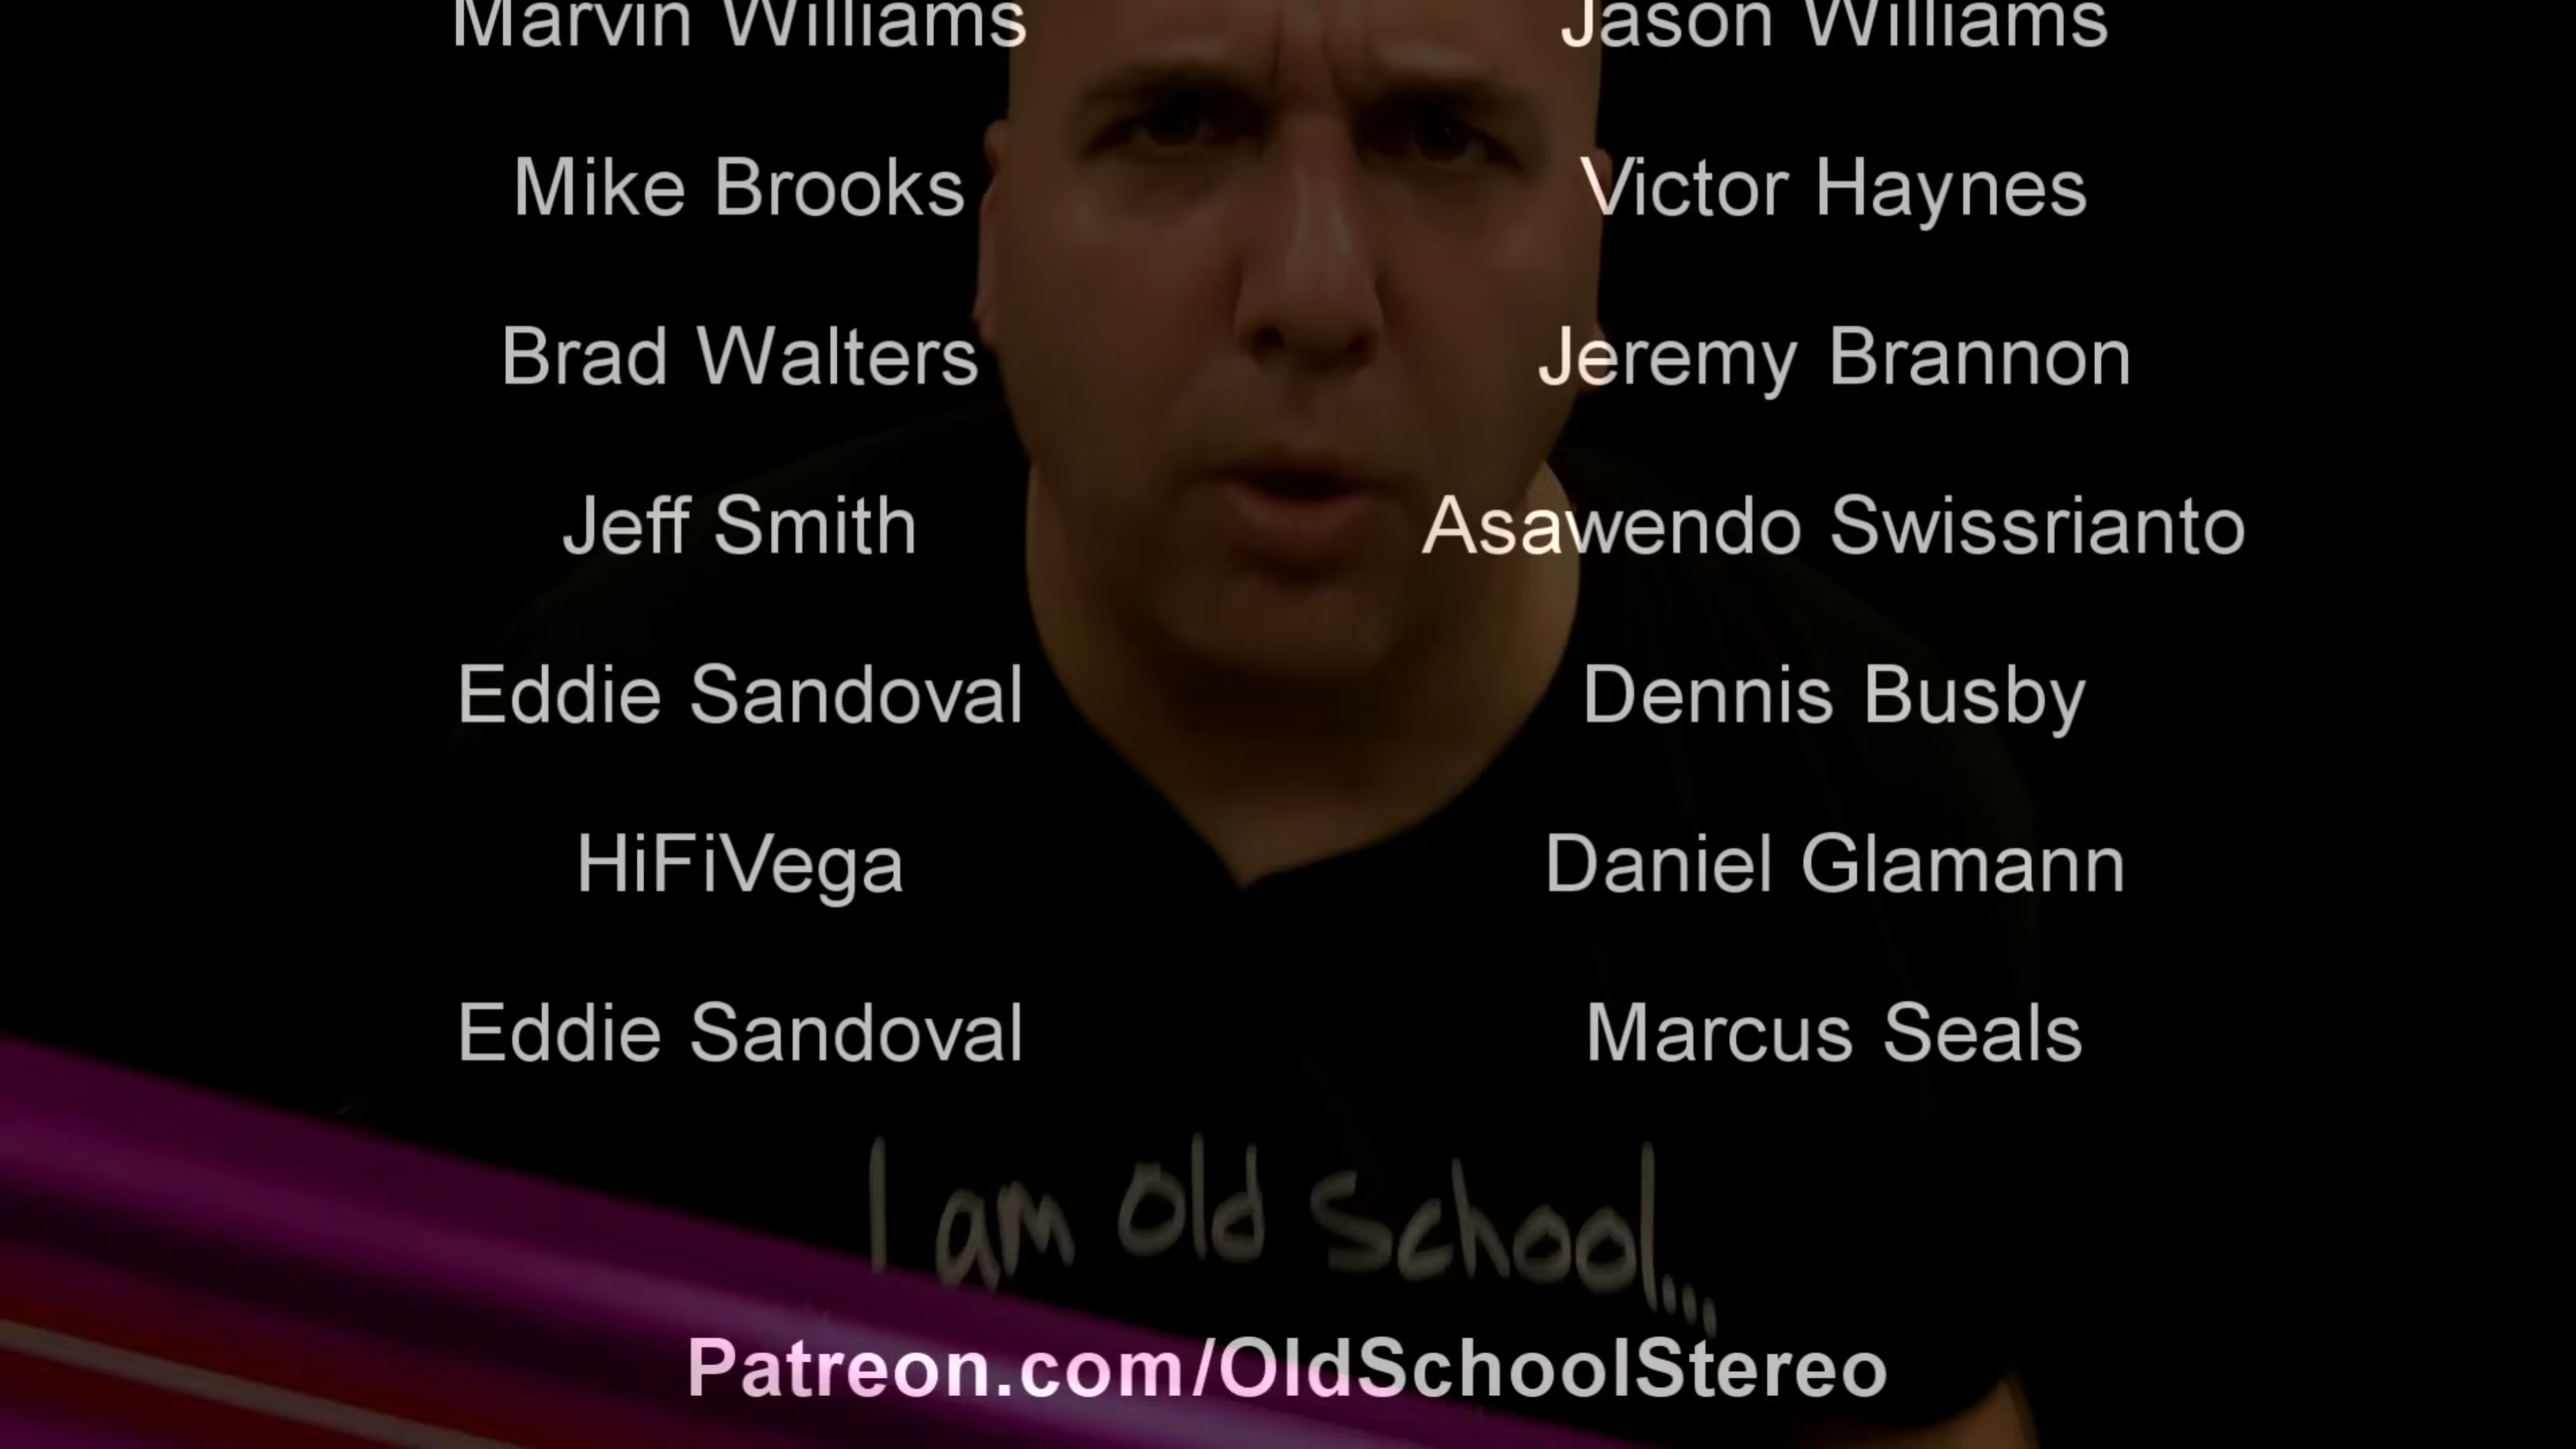 Marvin Williams Jason Williams
Mike Brooks Victor Haynes
Brad Walters Jeremy Brannon
Jeff Smith Asawendo Swissrianto
Eddie Sandoval Dennis Busby
HiFiVega Daniel Glamann
Eddie Sandoval Marcus Seals
I am Old School...
Patreon.com/OldSchoolStereo